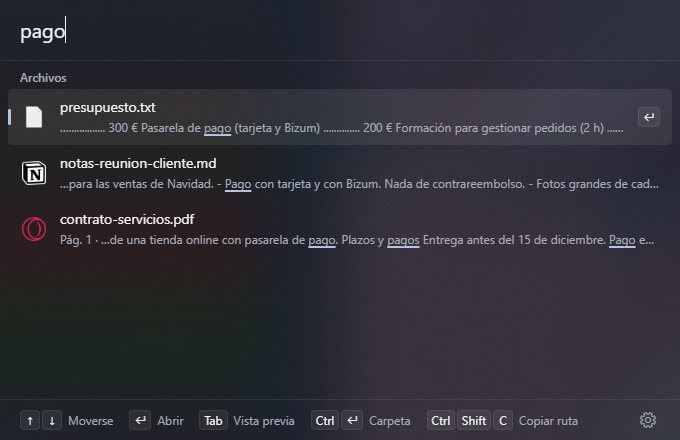 pago
Archivos
presupuesto.txt
................. 300 € Pasarela de pago (tarjeta y Bizum) .............. 200 € Formación para gestionar pedidos (2 h) ......
notas-reunion-cliente.md
...para las ventas de Navidad. - Pago con tarjeta y con Bizum. Nada de contrareembolso. - Fotos grandes de cad...
contrato-servicios.pdf
Pág. 1 · ...de una tienda online con pasarela de pago. Plazos y pagos Entrega antes del 15 de diciembre. Pago e...
↑ ↓ Moverse ↵ Abrir Tab Vista previa Ctrl ↵ Carpeta Ctrl Shift C Copiar ruta